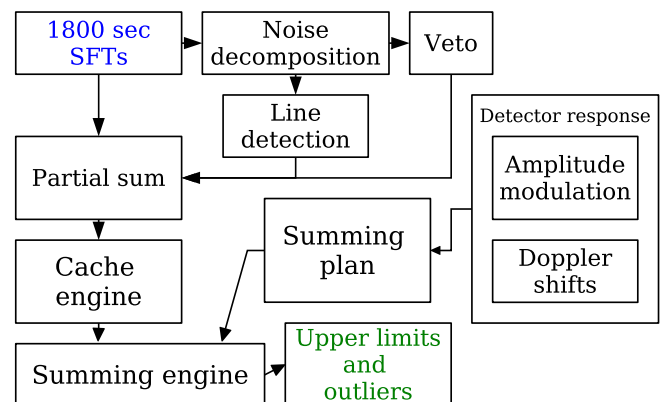 1800 sec
SFTs
Noise
decomposition
Veto
Line
detection
Detector response
Amplitude
modulation
Doppler
shifts
Partial sum
Summing
plan
Cache
engine
Summing engine
Upper limits
and
outliers